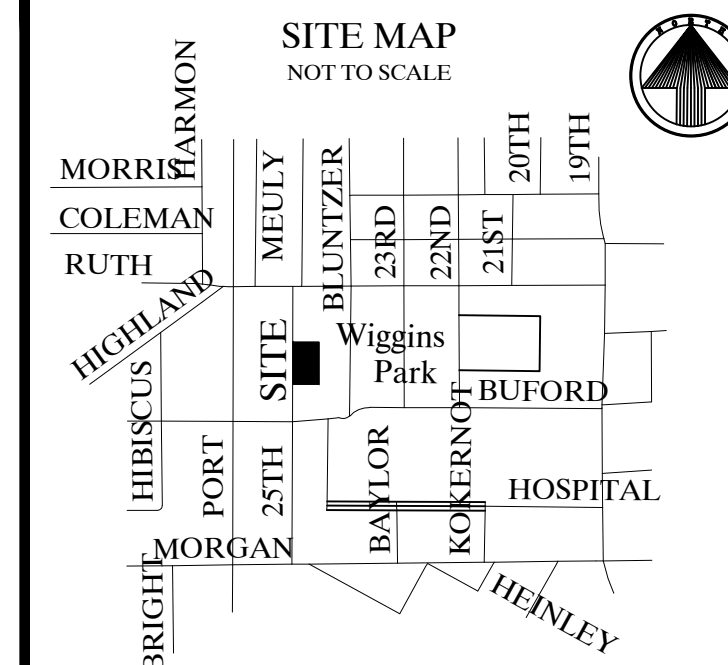 SITE MAP
NOT TO SCALE
NORTH
HARMON
MORRIS
COLEMAN
RUTH
HIGHLAND
MEULY
BLUNTZER
23RD
22ND
21ST
20TH
19TH
SITE
Wiggins
Park
HIBISCUS
PORT
25TH
BAYLOR
KOKERNOT
BUFORD
HOSPITAL
MORGAN
BRIGHT
HEINLEY